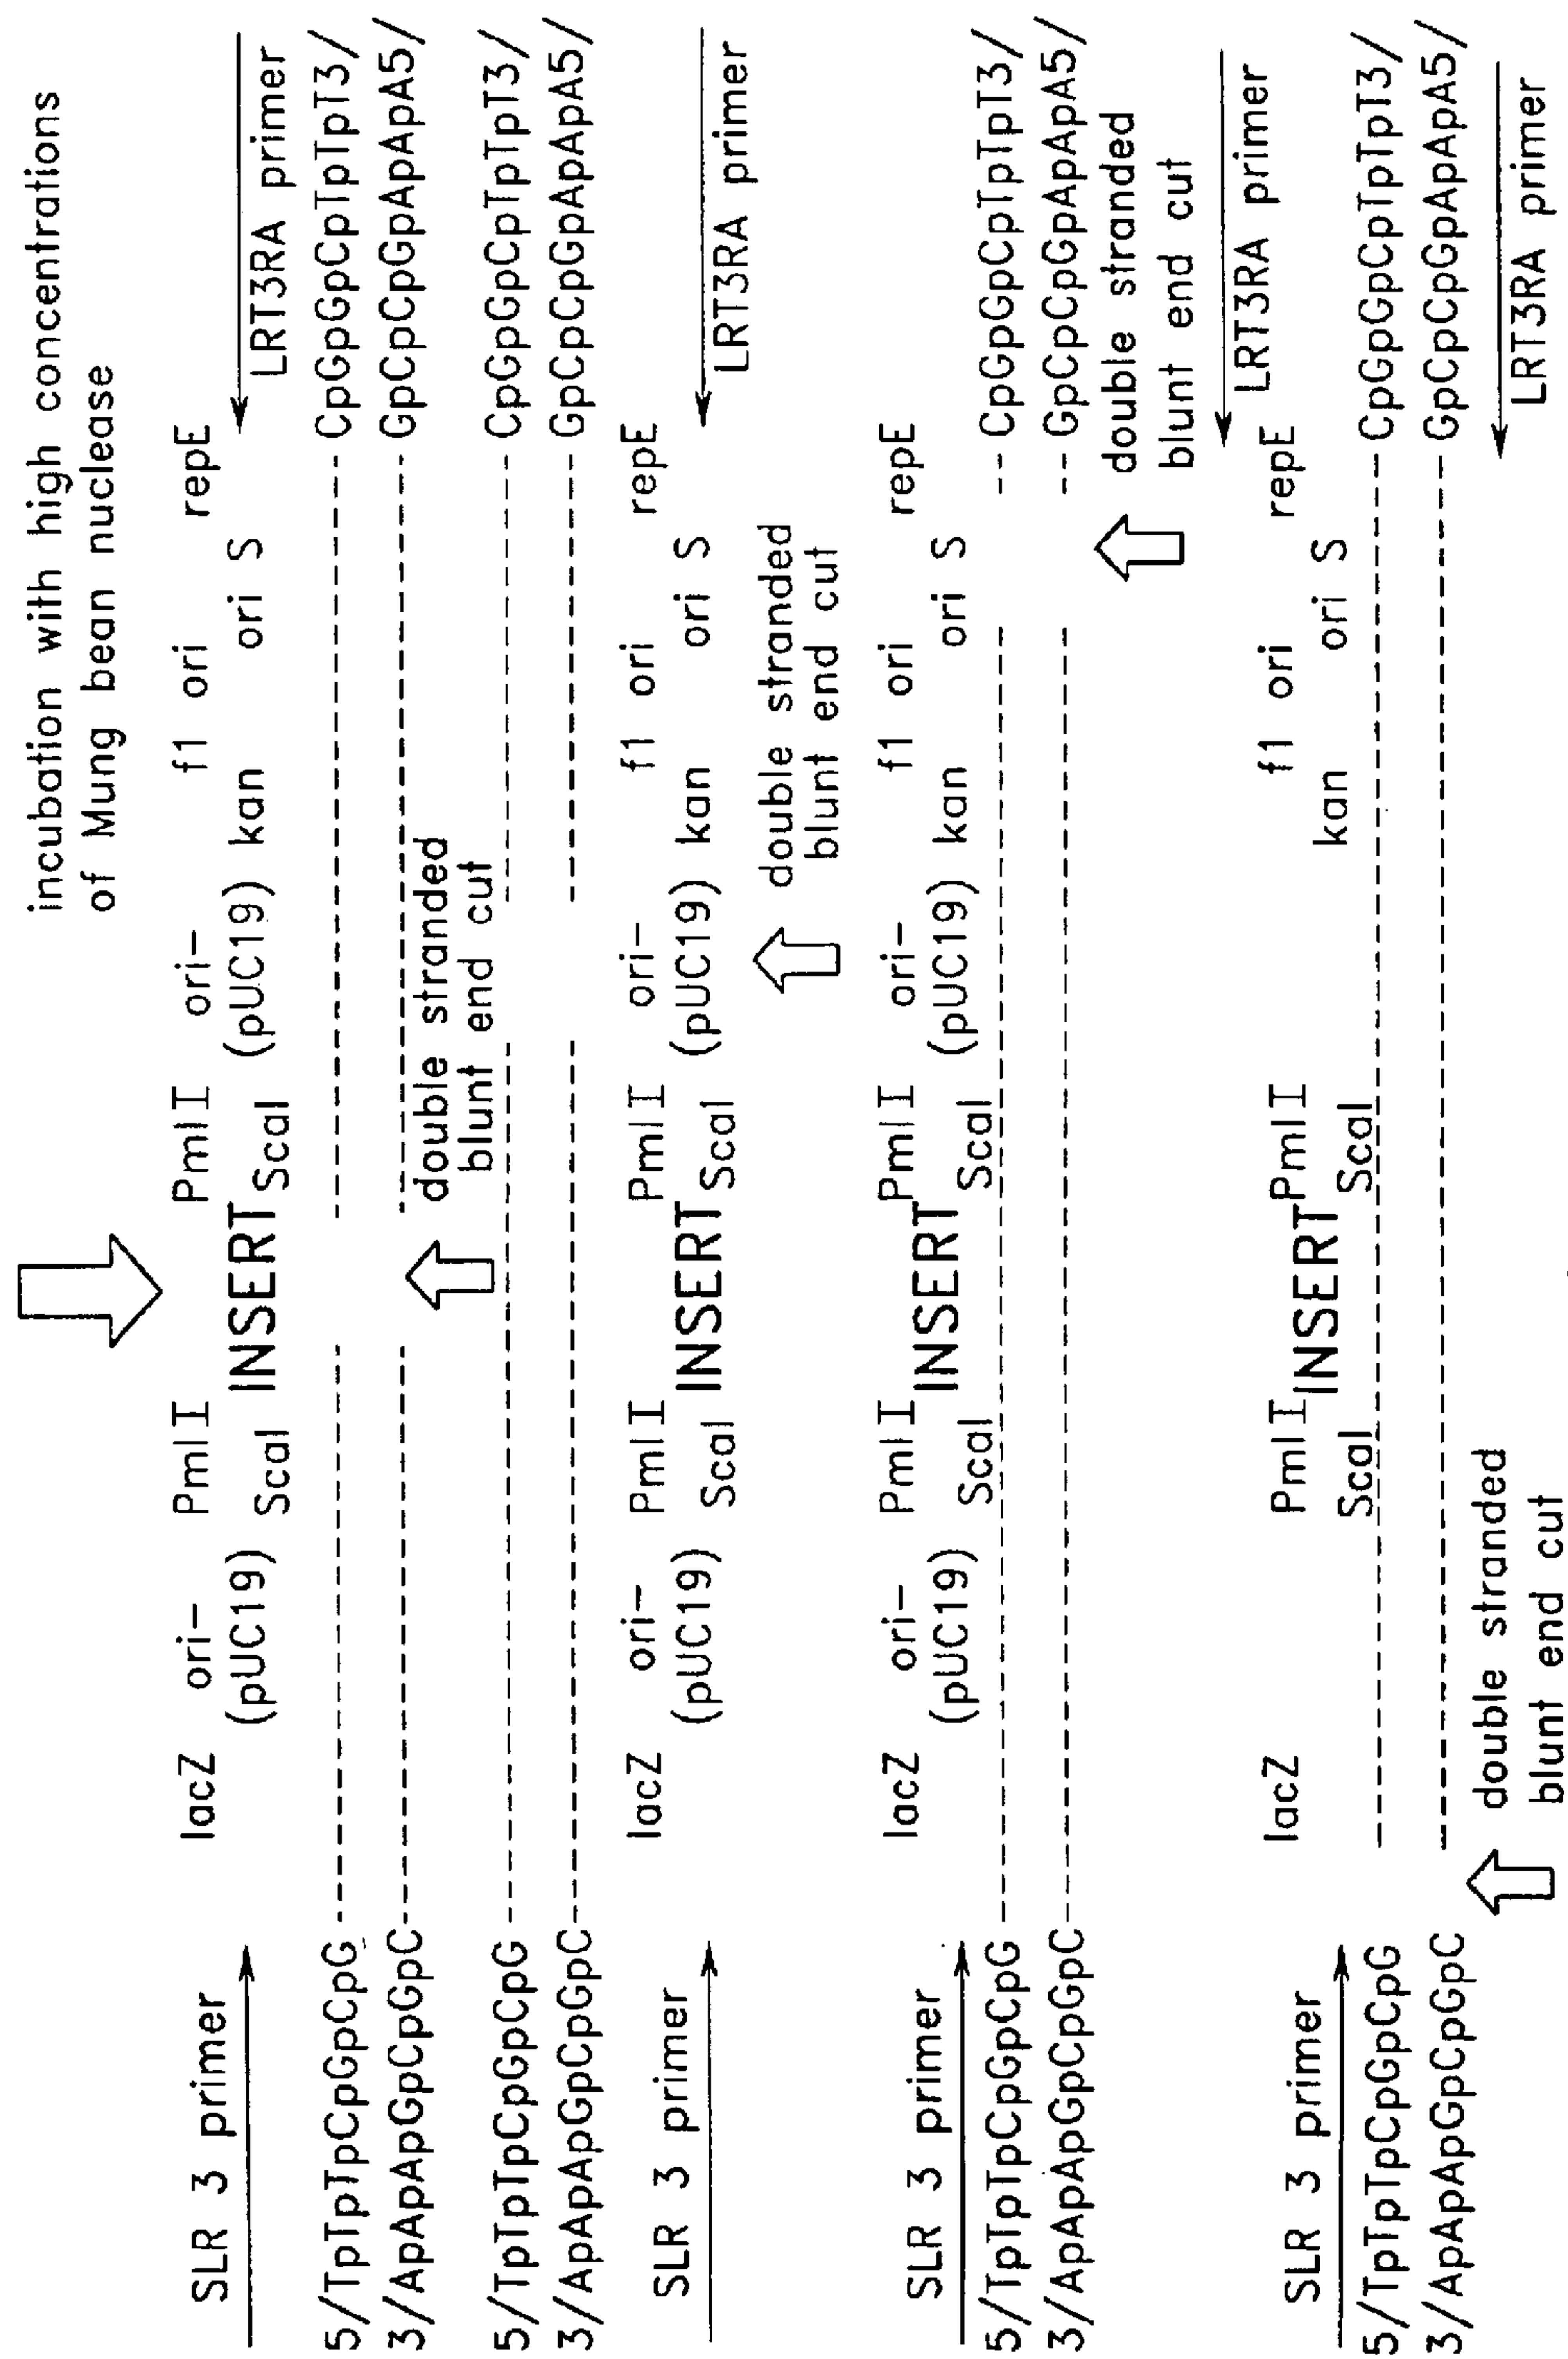 incubation with high concentrations
of Mung bean nuclease
lacZ ori– PmlI PmlI ori– f1 ori repE
SLR 3 primer (pUC19) ScaI INSERT ScaI (pUC19) kan ori S
LRT3RA primer
5/TpTpTpCpGpCpG CpGpGpCpTpTpT3/
3/ApApApGpCpGpC GpCpCpGpApApA5/
double stranded
blunt end cut
5/TpTpTpCpGpCpG CpGpGpCpTpTpT3/
3/ApApApGpCpGpC GpCpCpGpApApA5/
lacZ ori– PmlI PmlI ori– f1 ori repE
SLR 3 primer (pUC19) ScaI INSERT ScaI (pUC19) kan ori S
LRT3RA primer
double stranded
blunt end cut
lacZ ori– PmlI PmlI ori– f1 ori repE
SLR 3 primer (pUC19) ScaI INSERT ScaI (pUC19) kan ori S
5/TpTpTpCpGpCpG CpGpGpCpTpTpT3/
3/ApApApGpCpGpC GpCpCpGpApApA5/
double stranded
blunt end cut
LRT3RA primer
lacZ PmlI PmlI f1 ori repE
SLR 3 primer ScaI INSERT ScaI kan ori S
5/TpTpTpCpGpCpG CpGpGpCpTpTpT3/
3/ApApApGpCpGpC GpCpCpGpApApA5/
double stranded
blunt end cut
LRT3RA primer